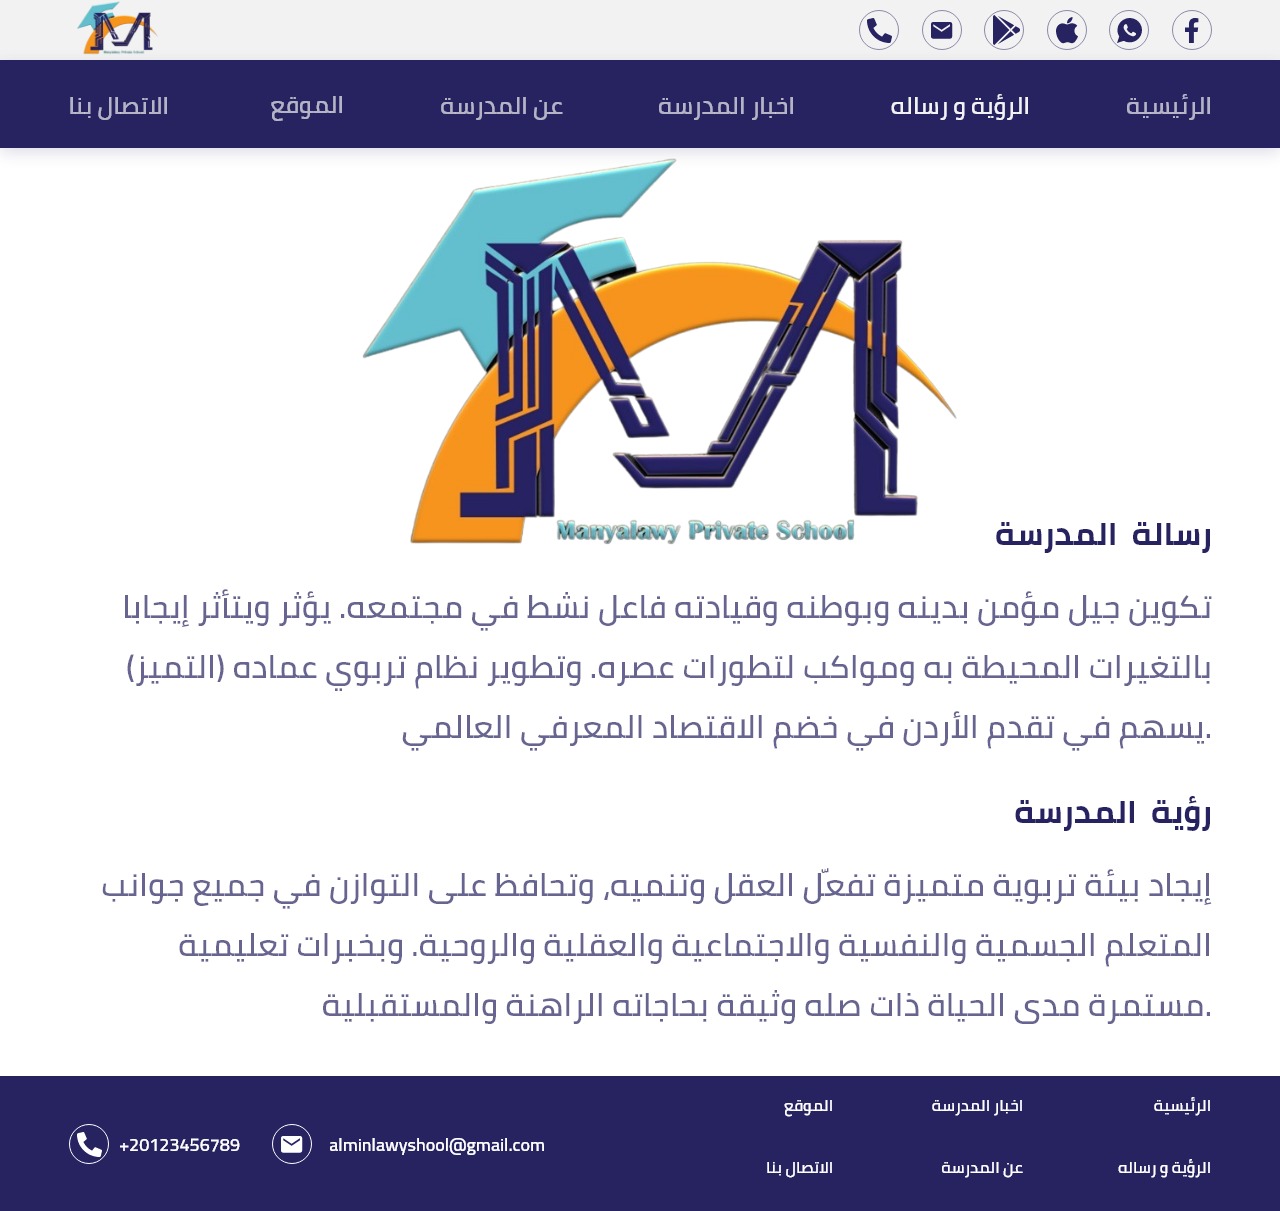 Manyalawy Private School
الرئيسية
الرؤية و رساله
اخبار المدرسة
عن المدرسة
الموقع
الاتصال بنا
Manyalawy Private School
رسالة المدرسة
تكوين جيل مؤمن بدينه وبوطنه وقيادته فاعل نشط في مجتمعه. يؤثر ويتأثر إيجابا
بالتغيرات المحيطة به ومواكب لتطورات عصره. وتطوير نظام تربوي عماده (التميز)
.يسهم في تقدم الأردن في خضم الاقتصاد المعرفي العالمي
رؤية المدرسة
إيجاد بيئة تربوية متميزة تفعّل العقل وتنميه, وتحافظ على التوازن في جميع جوانب
المتعلم الجسمية والنفسية والاجتماعية والعقلية والروحية. وبخبرات تعليمية
.مستمرة مدى الحياة ذات صله وثيقة بحاجاته الراهنة والمستقبلية
الرئيسية
اخبار المدرسة
الموقع
الرؤية و رساله
عن المدرسة
الاتصال بنا
alminlawyshool@gmail.com
+20123456789